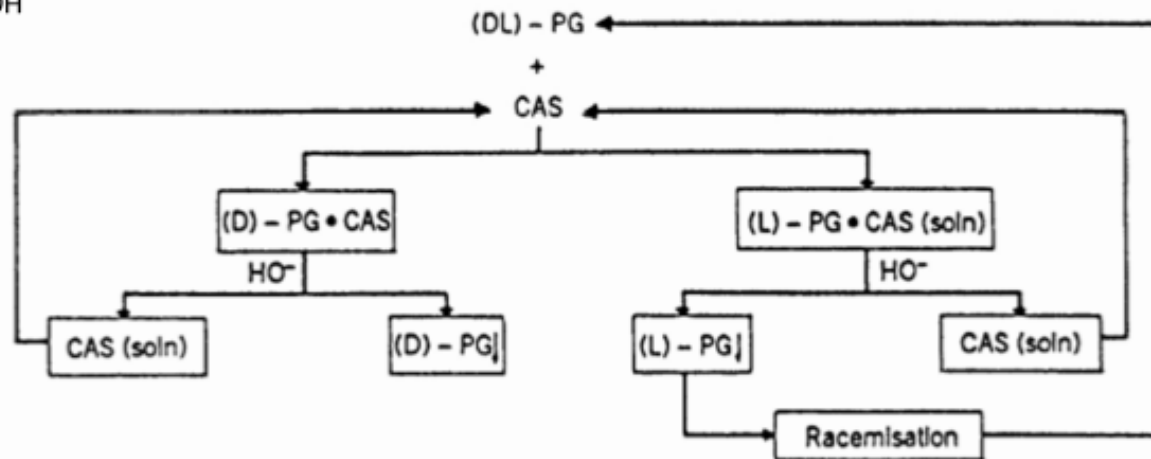 OH
(DL) – PG
+
CAS
(D) – PG • CAS
(L) – PG • CAS (soln)
HO⁻
HO⁻
CAS (soln)
(D) – PG↓
(L) – PG↓
CAS (soln)
Racemisation